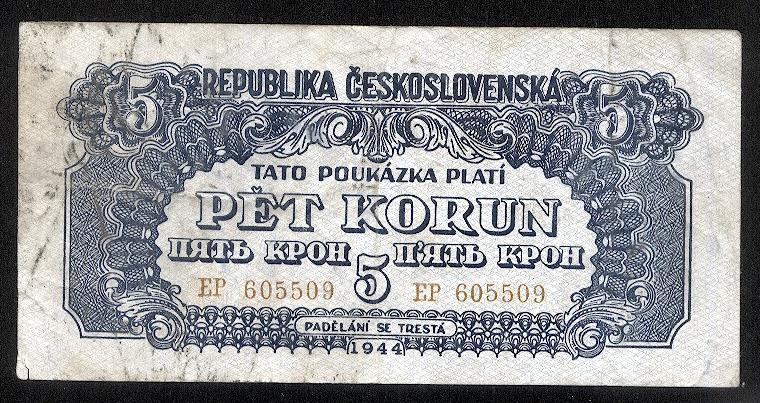 5 REPUBLIKA ČESKOSLOVENSKÁ 5
TATO POUKÁZKA PLATÍ
PĚT KORUN
ПЯТЬ КРОН П'ЯТЬ КРОН
EP 605509 5 EP 605509
PADĚLÁNÍ SE TRESTÁ
1944